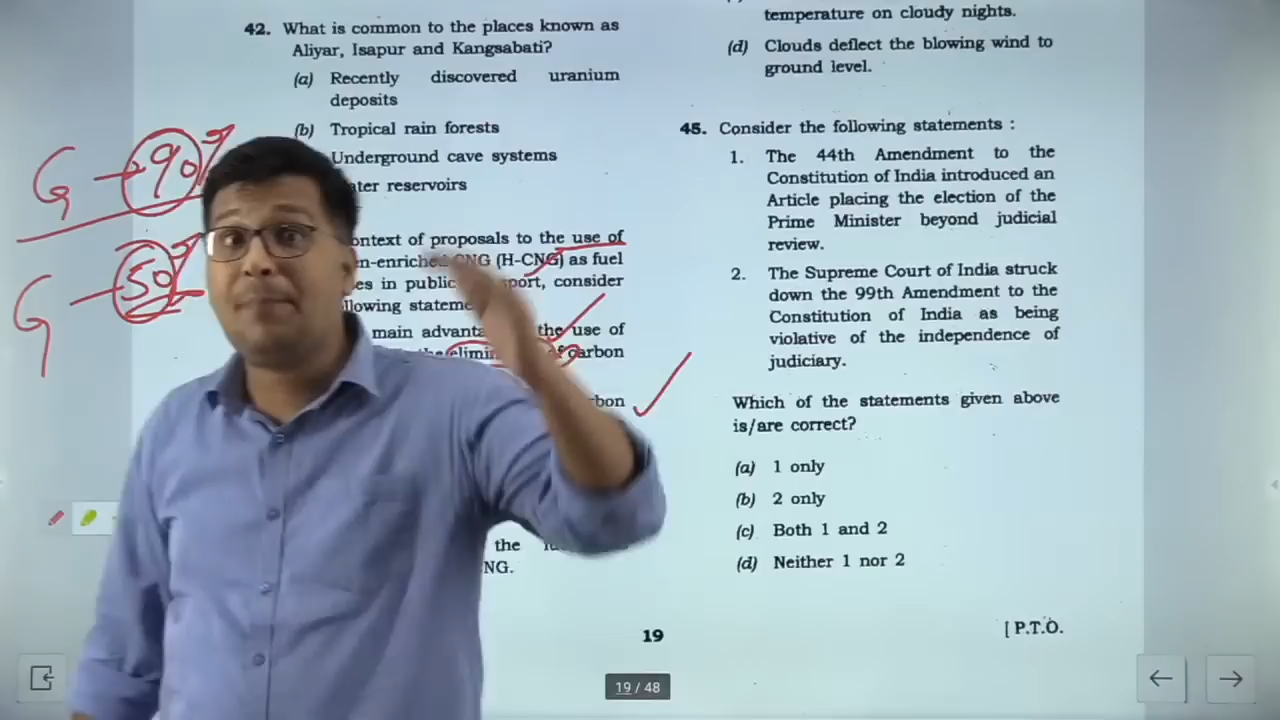 42. What is common to the places known as
Aliyar, Isapur and Kangsabati?
(a) Recently discovered uranium
deposits
(b) Tropical rain forests
Underground cave systems
reservoirs
of proposals to the use of
CNG (H-CNG) as fuel
in public consider
main the use of
carbon
the
NG.
temperature on cloudy nights.
(d) Clouds deflect the blowing wind to
ground level.
45. Consider the following statements :
1. The 44th Amendment to the
Constitution of India introduced an
Article placing the election of the
Prime Minister beyond judicial
review.
2. The Supreme Court of India struck
down the 99th Amendment to the
Constitution of India as being
violative of the independence of
judiciary.
Which of the statements given above
is/are correct?
(a) 1 only
(b) 2 only
(c) Both 1 and 2
(d) Neither 1 nor 2
G → 90%
G — 50%
19
[ P.T.O.
19 / 48